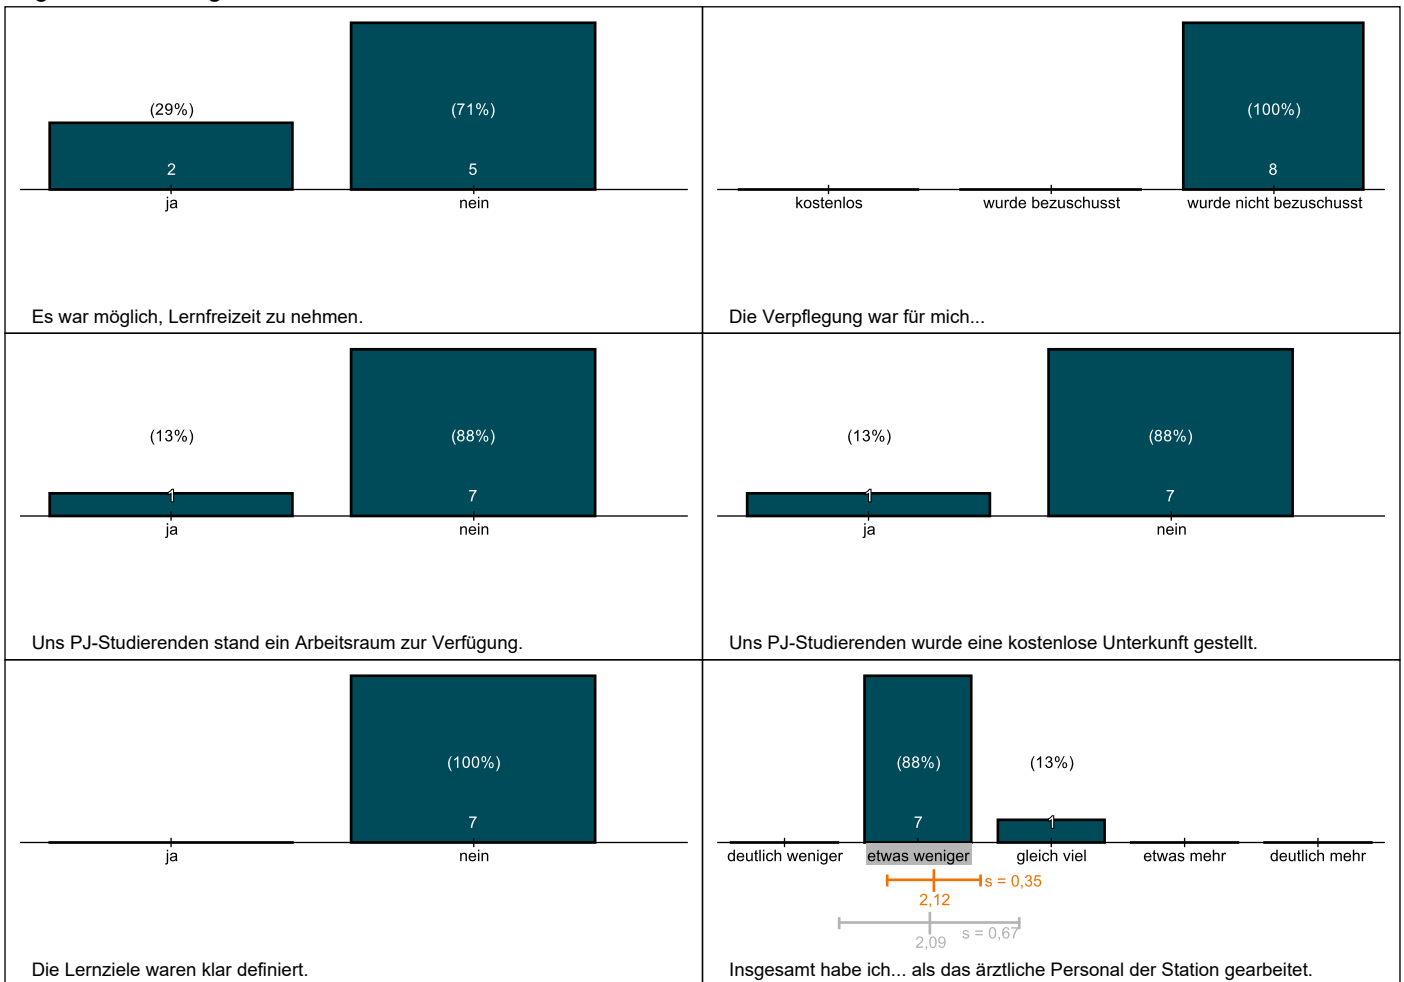 (29%)
(71%)
2
5
ja
nein
Es war möglich, Lernfreizeit zu nehmen.
(100%)
8
kostenlos
wurde bezuschusst
wurde nicht bezuschusst
Die Verpflegung war für mich...
(13%)
(88%)
1
7
ja
nein
Uns PJ-Studierenden stand ein Arbeitsraum zur Verfügung.
(13%)
(88%)
1
7
ja
nein
Uns PJ-Studierenden wurde eine kostenlose Unterkunft gestellt.
(100%)
7
ja
nein
Die Lernziele waren klar definiert.
(88%)
(13%)
7
1
deutlich weniger
etwas weniger
gleich viel
etwas mehr
deutlich mehr
s = 0,35
2,12
s = 0,67
2,09
Insgesamt habe ich... als das ärztliche Personal der Station gearbeitet.